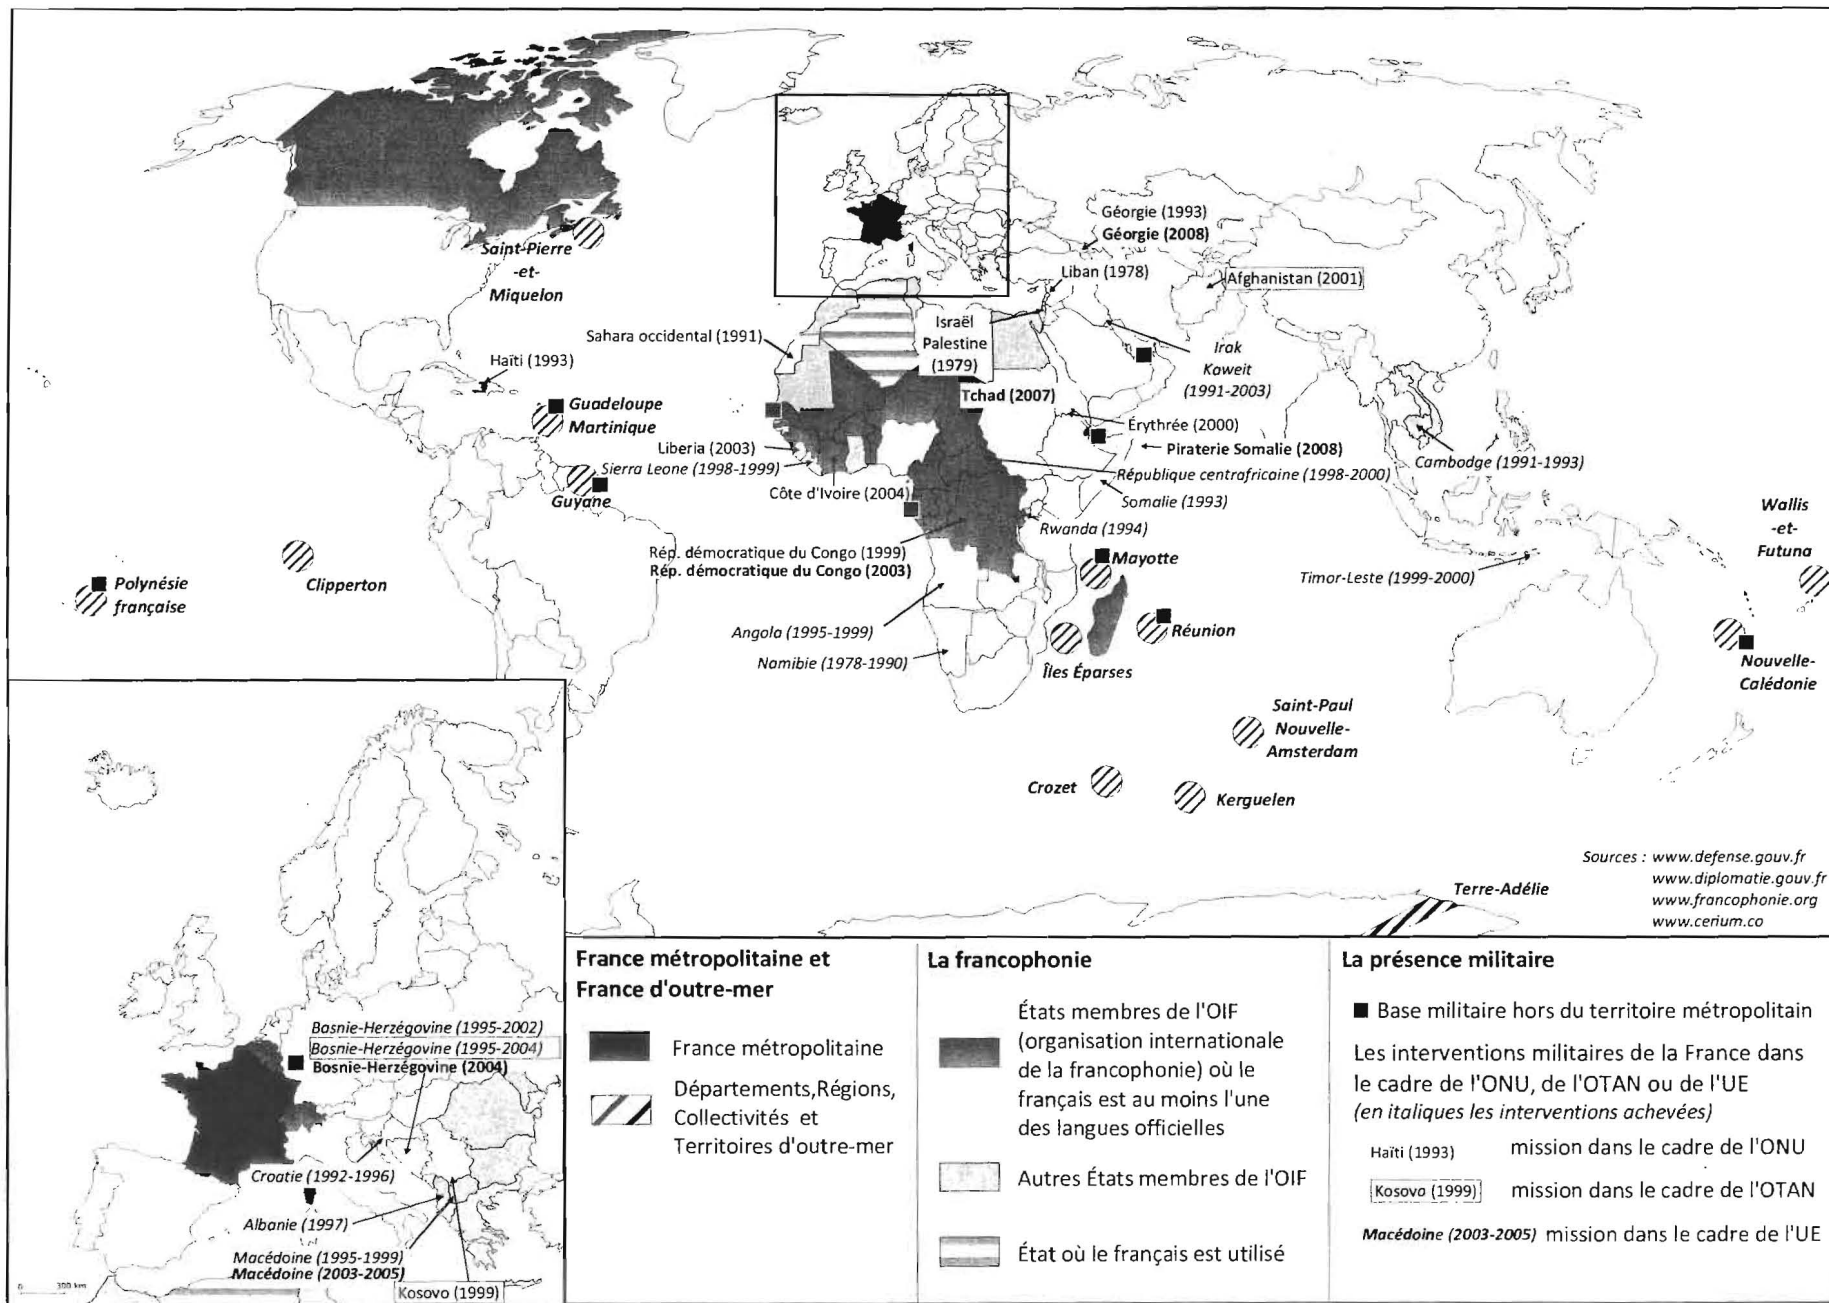 Saint-Pierre
-et-
Miquelon
Géorgie (1993)
Géorgie (2008)
Liban (1978)
Afghanistan (2001)
Israël
Palestine
(1979)
Irak
Kaweit
(1991-2003)
Sahara occidental (1991)
Haïti (1993)
Tchad (2007)
Guadeloupe
Martinique
Érythrée (2000)
Liberia (2003)
Piraterie Somalie (2008)
Sierra Leone (1998-1999)
République centrafricaine (1998-2000)
Cambodge (1991-1993)
Côte d'Ivoire (2004)
Guyane
Somalie (1993)
Rwanda (1994)
Wallis
-et-
Futuna
Rép. démocratique du Congo (1999)
Rép. démocratique du Congo (2003)
Mayotte
Clipperton
Polynésie
française
Timor-Leste (1999-2000)
Angola (1995-1999)
Réunion
Namibie (1978-1990)
Îles Éparses
Nouvelle-
Calédonie
Saint-Paul
Nouvelle-
Amsterdam
Crozet
Kerguelen
Sources : www.defense.gouv.fr
www.diplomatie.gouv.fr
www.francophonie.org
www.cerium.co
Terre-Adélie
Bosnie-Herzégovine (1995-2002)
Bosnie-Herzégovine (1995-2004)
Bosnie-Herzégovine (2004)
Croatie (1992-1996)
Albanie (1997)
Macédoine (1995-1999)
Macédoine (2003-2005)
Kosovo (1999)
0 300 km
France métropolitaine et
France d'outre-mer
France métropolitaine
Départements,Régions,
Collectivités et
Territoires d'outre-mer
La francophonie
États membres de l'OIF
(organisation internationale
de la francophonie) où le
français est au moins l'une
des langues officielles
Autres États membres de l'OIF
État où le français est utilisé
La présence militaire
Base militaire hors du territoire métropolitain
Les interventions militaires de la France dans
le cadre de l'ONU, de l'OTAN ou de l'UE
(en italiques les interventions achevées)
Haïti (1993) mission dans le cadre de l'ONU
Kosovo (1999) mission dans le cadre de l'OTAN
Macédoine (2003-2005) mission dans le cadre de l'UE